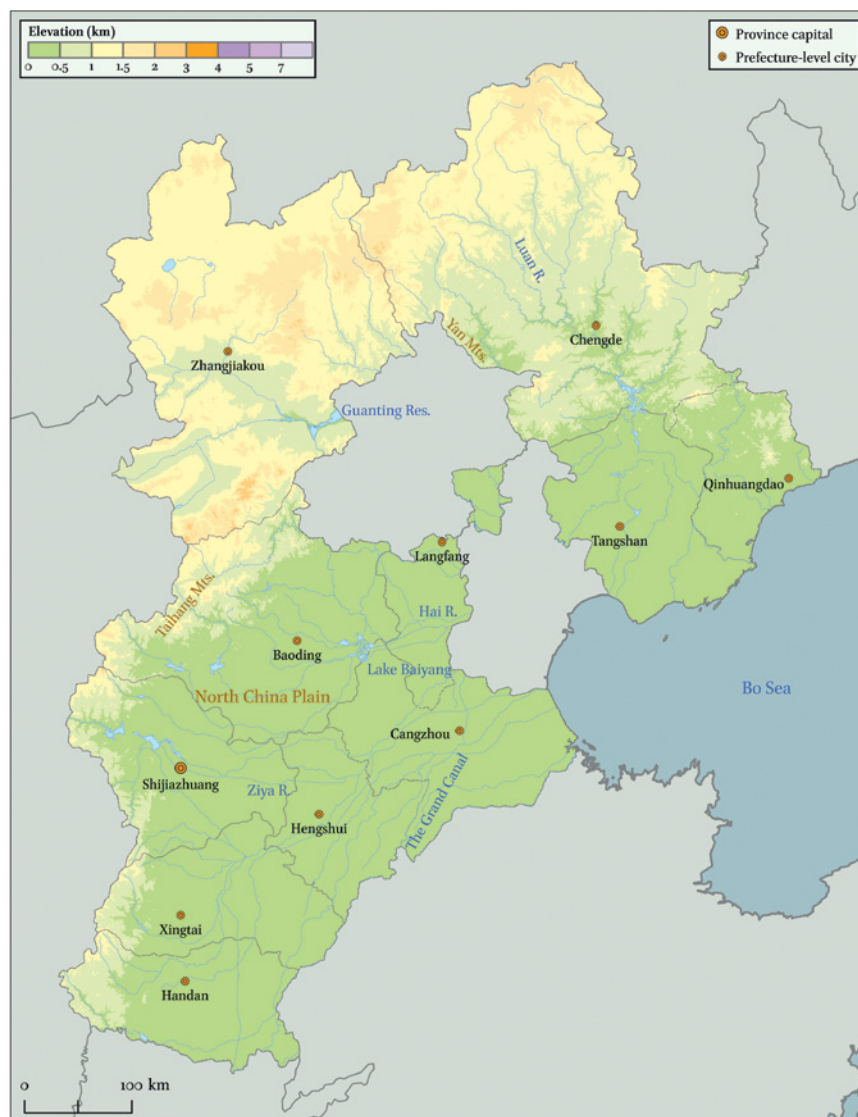 Elevation (km)
0 0.5 1 1.5 2 3 4 5 7
Province capital
Prefecture-level city
Luan R.
Yan Mts.
Chengde
Zhangjiakou
Guanting Res.
Qinhuangdao
Tangshan
Langfang
Taihang Mts.
Hai R.
Baoding
Lake Baiyang
North China Plain
Bo Sea
Cangzhou
Shijiazhuang
Ziya R.
The Grand Canal
Hengshui
Xingtai
Handan
0 100 km